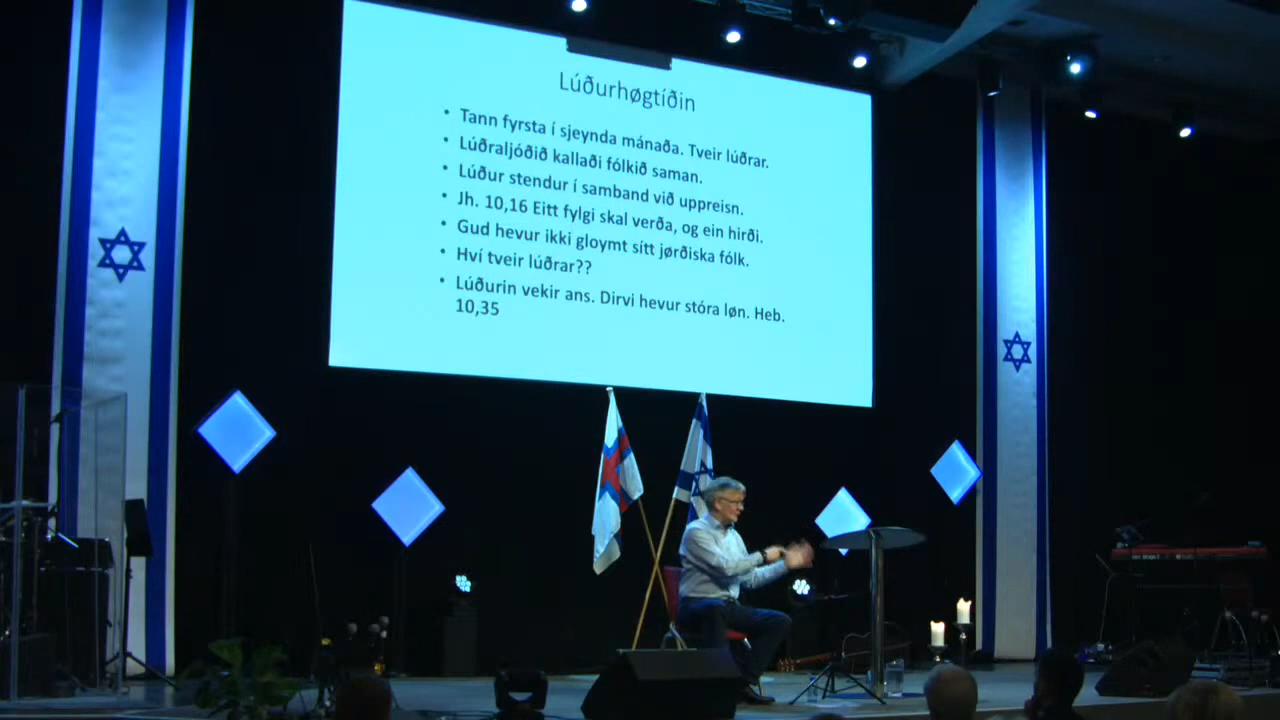 Lúðurhøgtíðin
• Tann fyrsta í sjeynda mánaða. Tveir lúðrar.
• Lúðraljóðið kallaði fólkið saman.
• Lúður stendur í samband við uppreisn.
• Jh. 10,16 Eitt fylgi skal verða, og ein hirði.
• Gud hevur ikki gloymt sítt jørðiska fólk.
• Hví tveir lúðrar??
• Lúðurin vekir ans. Dirvi hevur stóra løn. Heb.
10,35